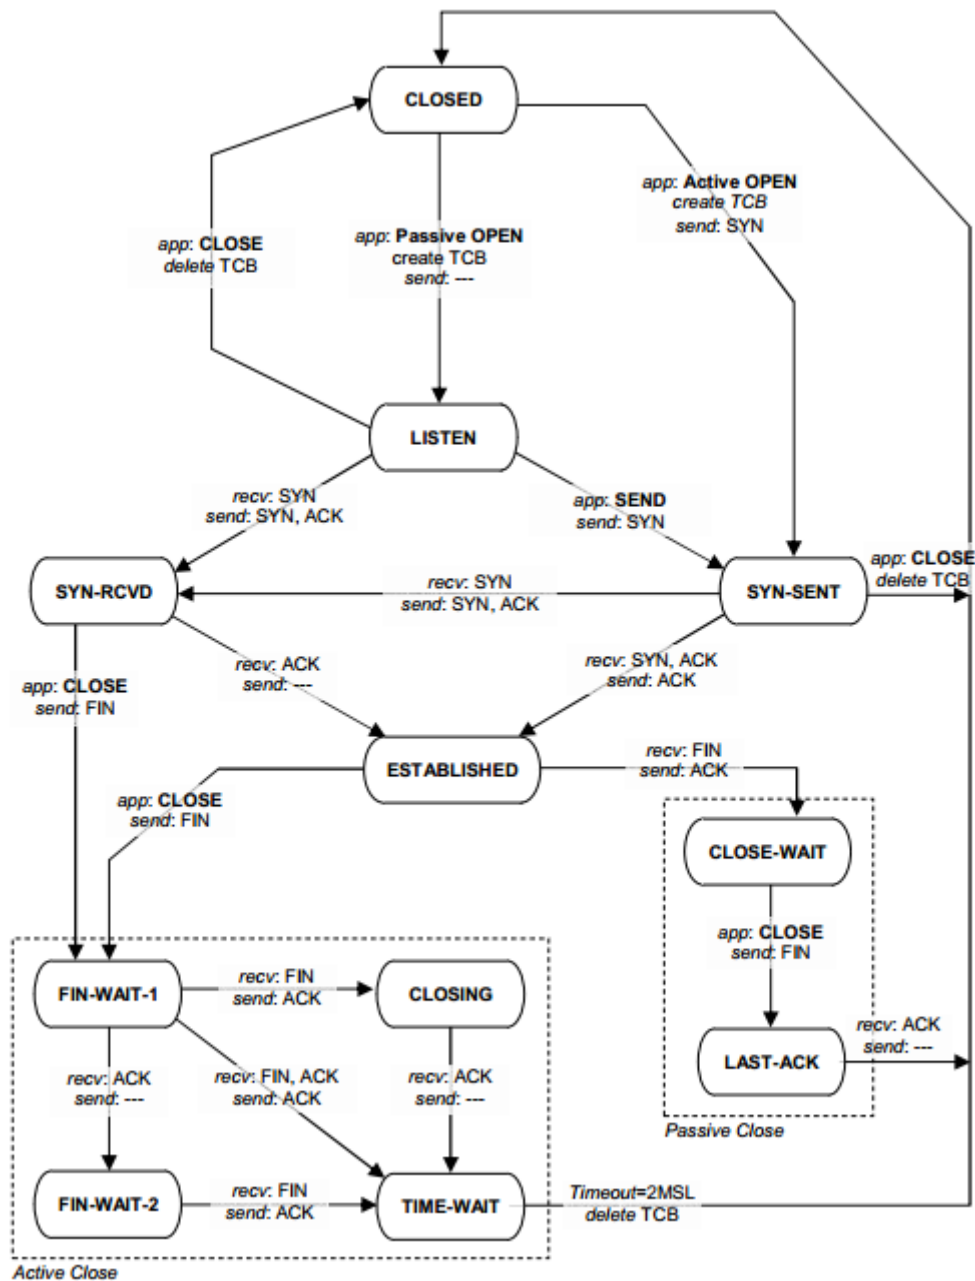 CLOSED
app: Active OPEN
create TCB
send: SYN
app: CLOSE
delete TCB
app: Passive OPEN
create TCB
send: ---
LISTEN
recv: SYN
send: SYN, ACK
app: SEND
send: SYN
SYN-RCVD
recv: SYN
send: SYN, ACK
SYN-SENT
app: CLOSE
delete TCB
app: CLOSE
send: FIN
recv: ACK
send: ---
recv: SYN, ACK
send: ACK
ESTABLISHED
recv: FIN
send: ACK
app: CLOSE
send: FIN
CLOSE-WAIT
app: CLOSE
send: FIN
FIN-WAIT-1
recv: FIN
send: ACK
CLOSING
LAST-ACK
recv: ACK
send: ---
recv: ACK
send: ---
recv: FIN, ACK
send: ACK
recv: ACK
send: ---
Passive Close
FIN-WAIT-2
recv: FIN
send: ACK
TIME-WAIT
Timeout=2MSL
delete TCB
Active Close